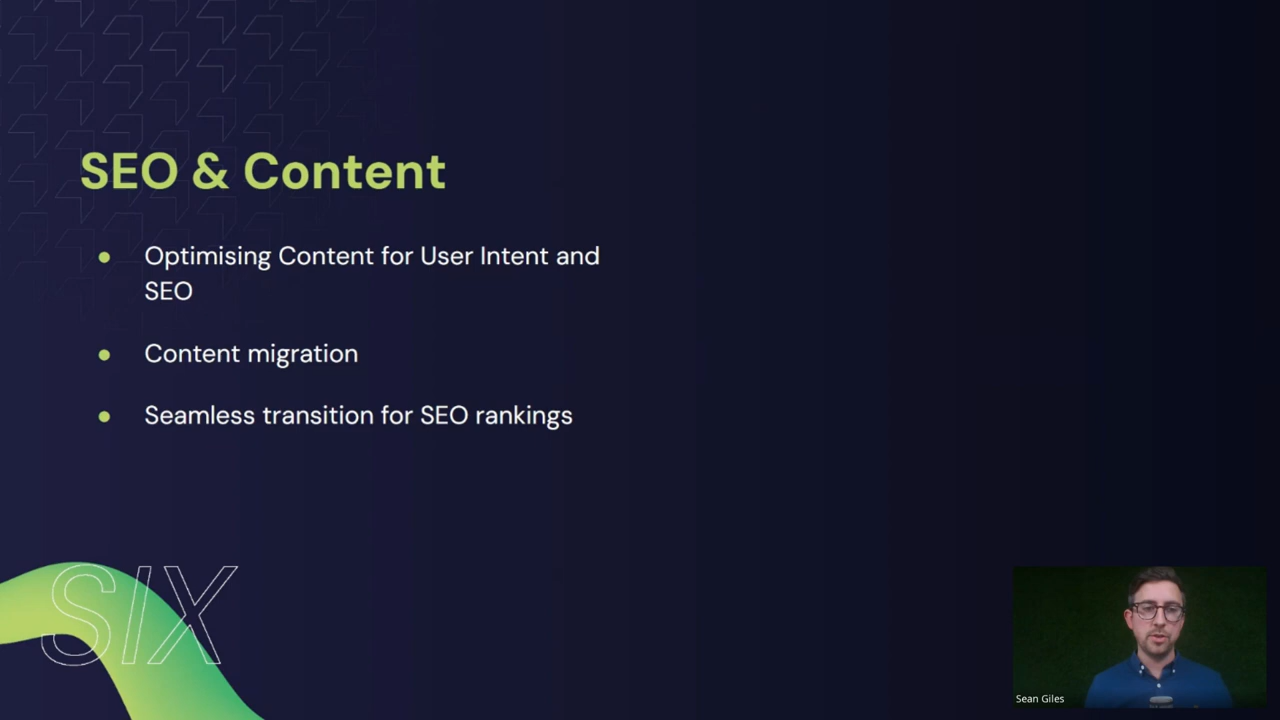 SEO & Content
● Optimising Content for User Intent and
SEO
● Content migration
● Seamless transition for SEO rankings
SIX
Sean Giles